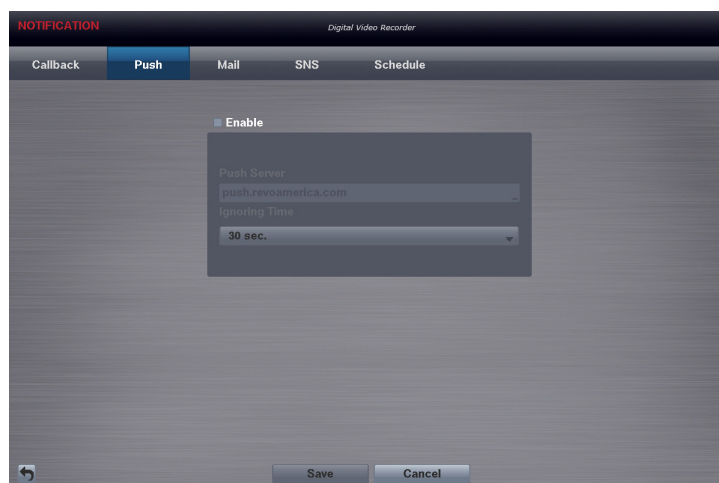 NOTIFICATION
Digital Video Recorder
Callback Push Mail SNS Schedule
Enable
Push Server
push.revoamerica.com
Ignoring Time
30 sec.
Save Cancel